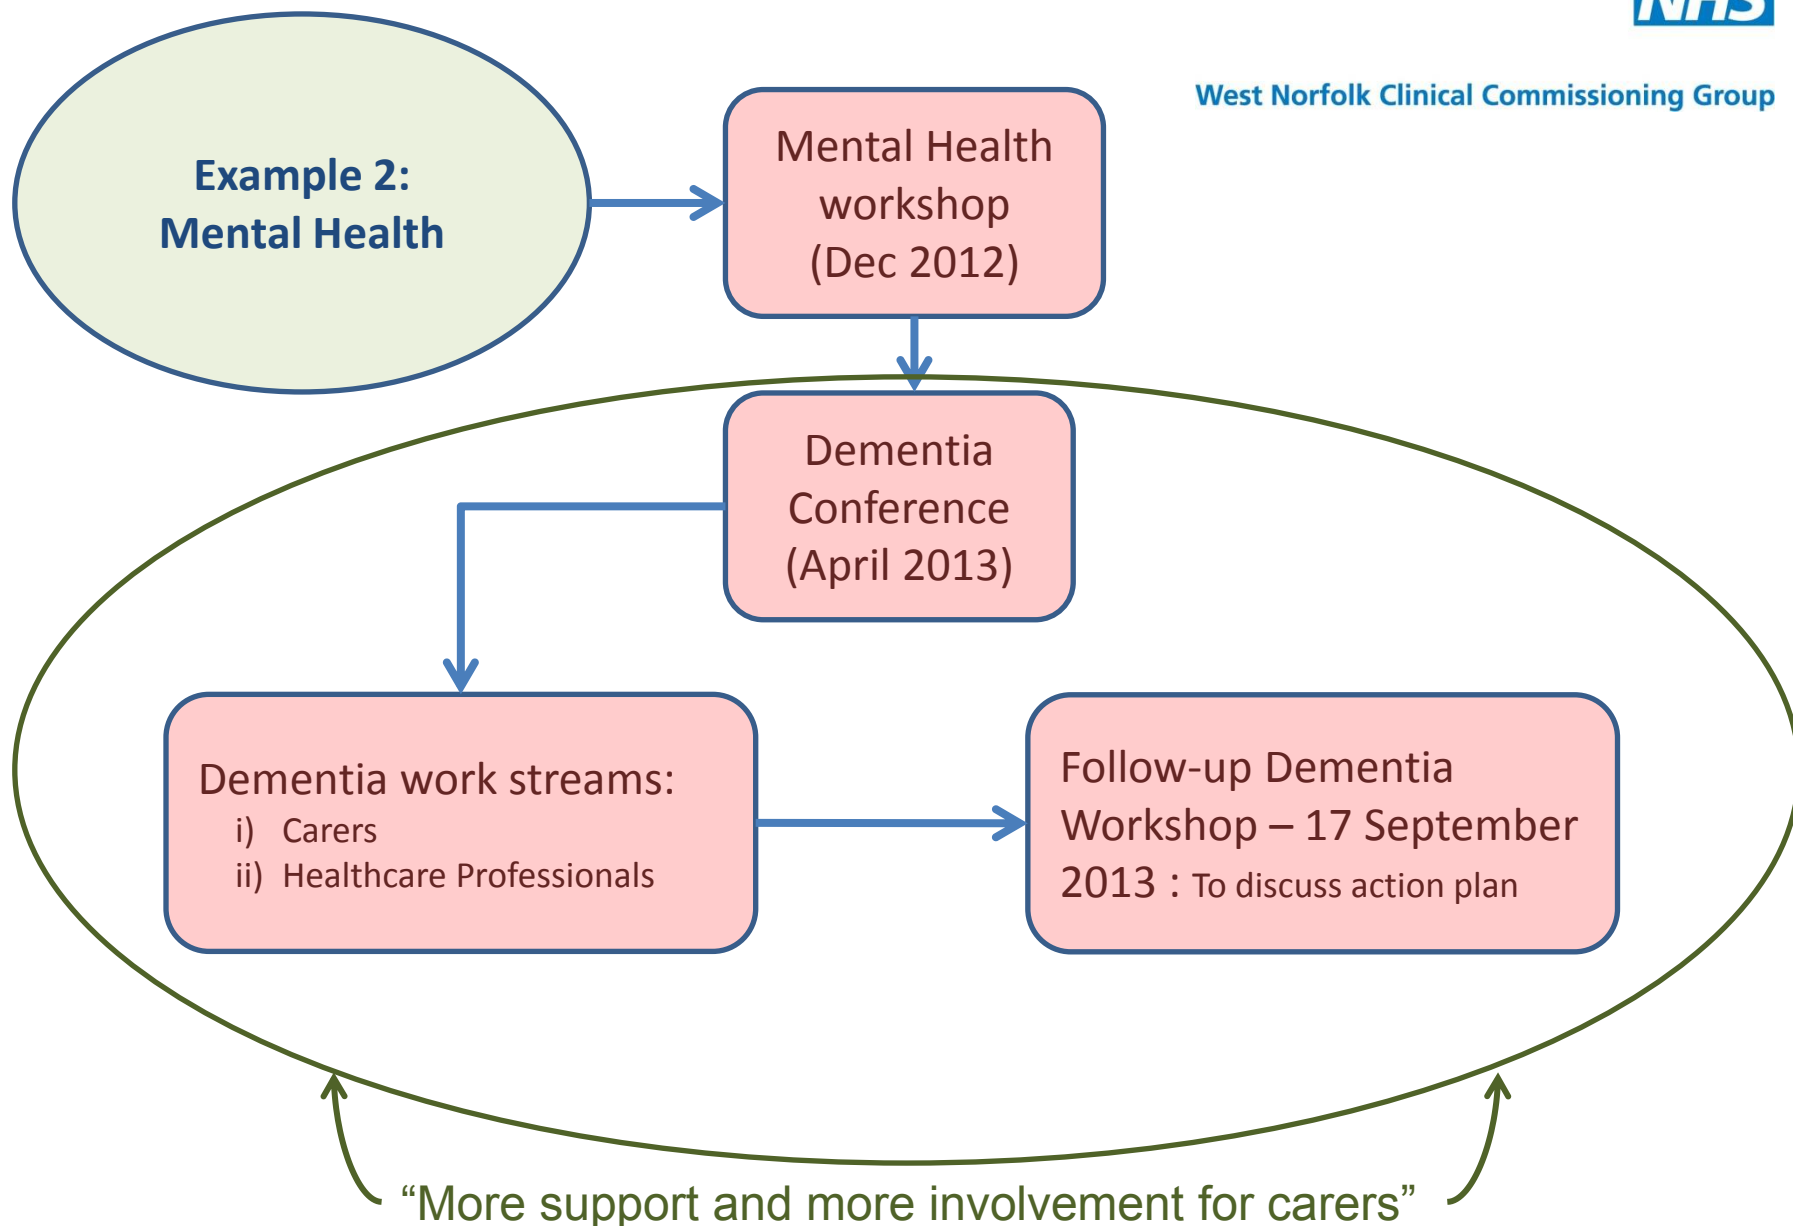 NHS
West Norfolk Clinical Commissioning Group
Example 2:
Mental Health
Mental Health
workshop
(Dec 2012)
Dementia
Conference
(April 2013)
Dementia work streams:
i) Carers
ii) Healthcare Professionals
Follow-up Dementia
Workshop – 17 September
2013 : To discuss action plan
“More support and more involvement for carers”